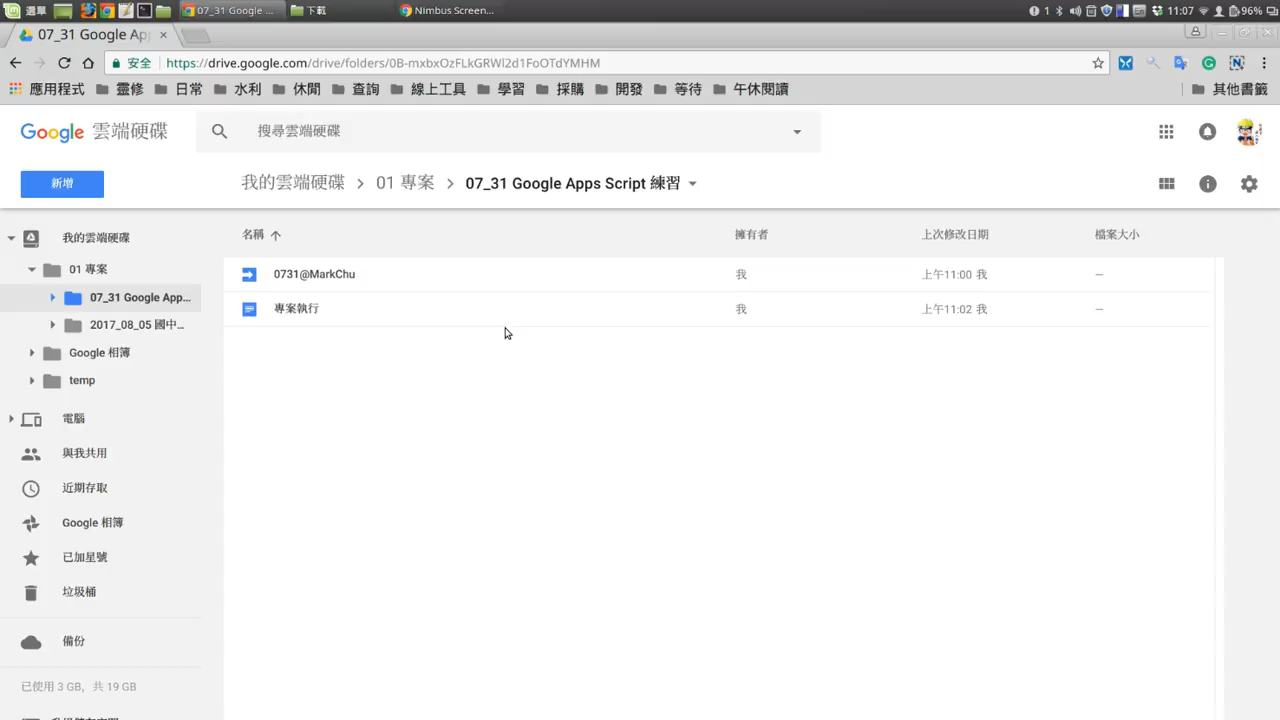 選單
07_31 Google ...
下載
Nimbus Screen...
1
11:07
96%
07_31 Google Ap
安全
https://drive.google.com/drive/folders/0B-mxbxOzFLkGRWl2d1FoOTdYMHM
應用程式
靈修
日常
水利
休閒
查詢
線上工具
學習
採購
開發
等待
午休閱讀
其他書籤
Google 雲端硬碟
搜尋雲端硬碟
新增
我的雲端硬碟 > 01 專案 > 07_31 Google Apps Script 練習
我的雲端硬碟
01 專案
07_31 Google App...
2017_08_05 國中...
Google 相簿
temp
電腦
與我共用
近期存取
Google 相簿
已加星號
垃圾桶
備份
已使用 3 GB，共 19 GB
名稱 擁有者 上次修改日期 檔案大小
0731@MarkChu 我 上午11:00 我 —
專案執行 我 上午11:02 我 —